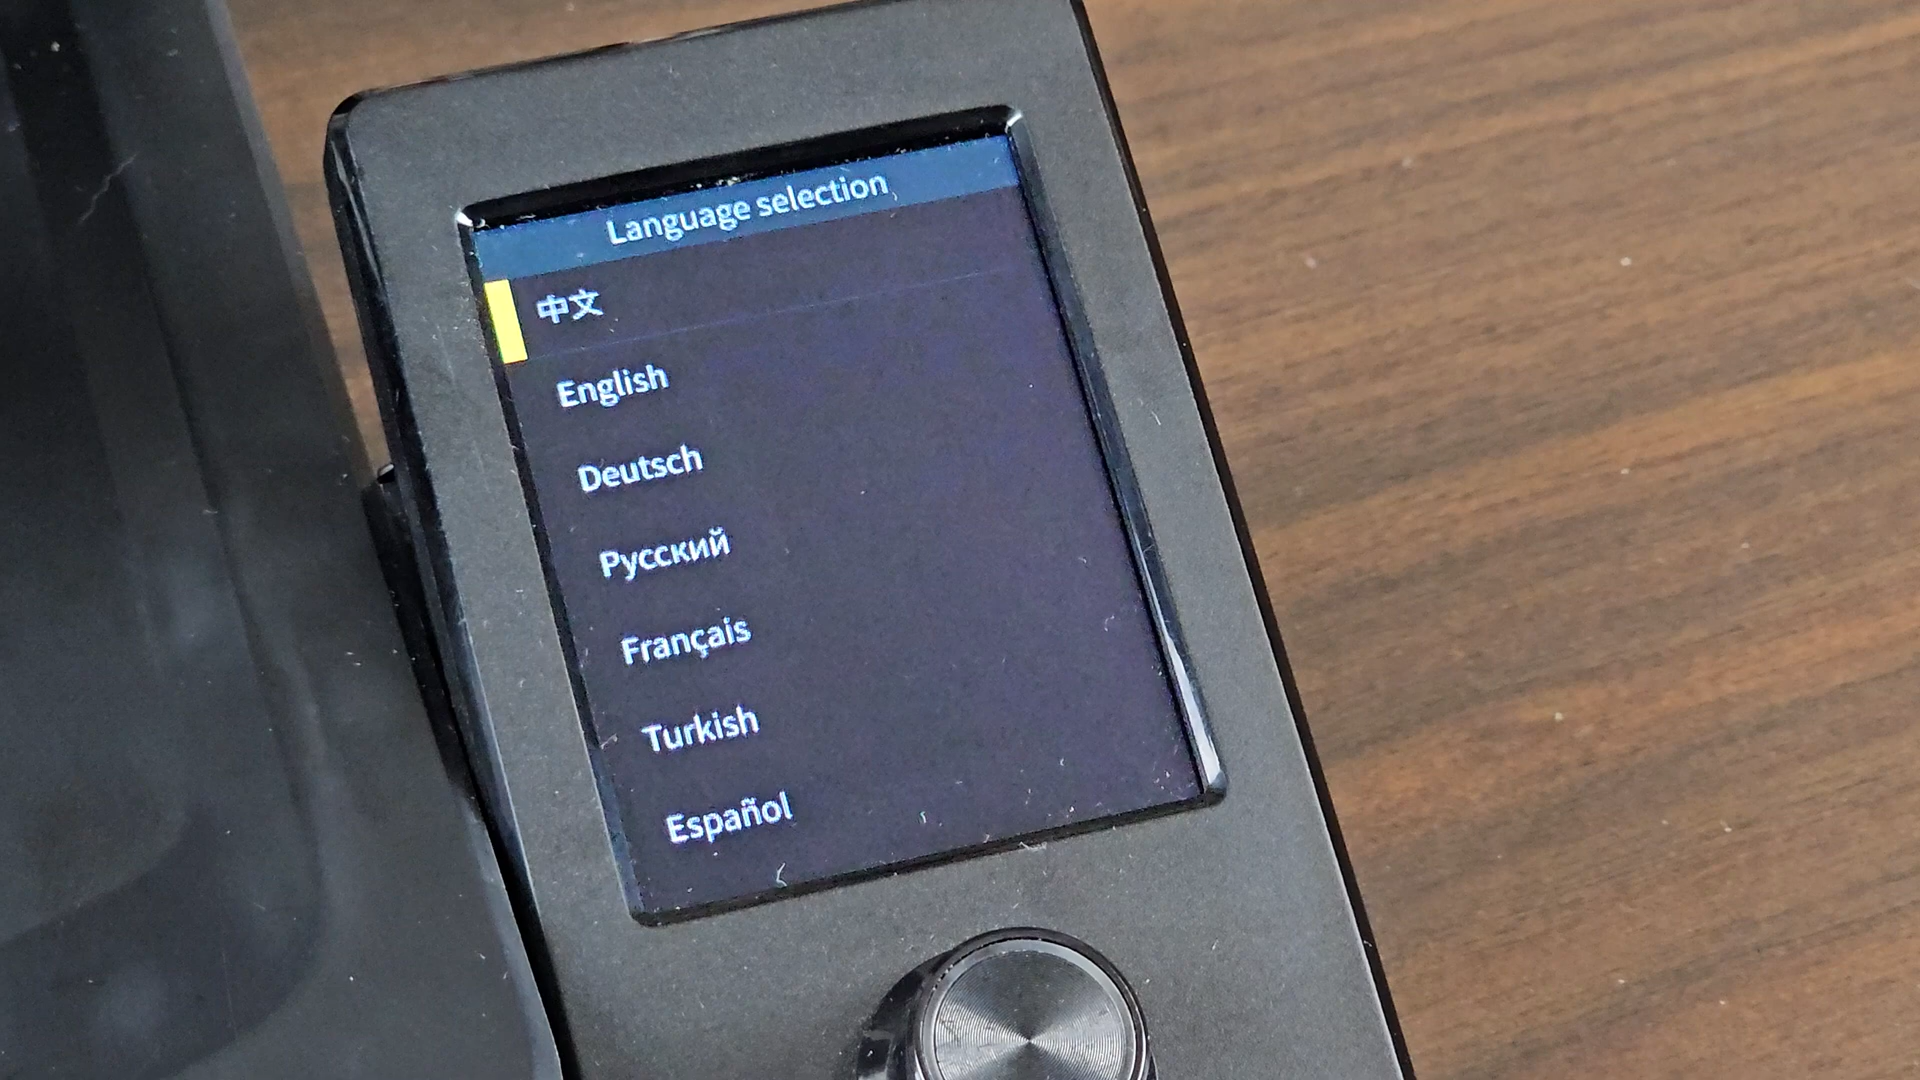 Language selection
中文
English
Deutsch
Русский
Français
Turkish
Español